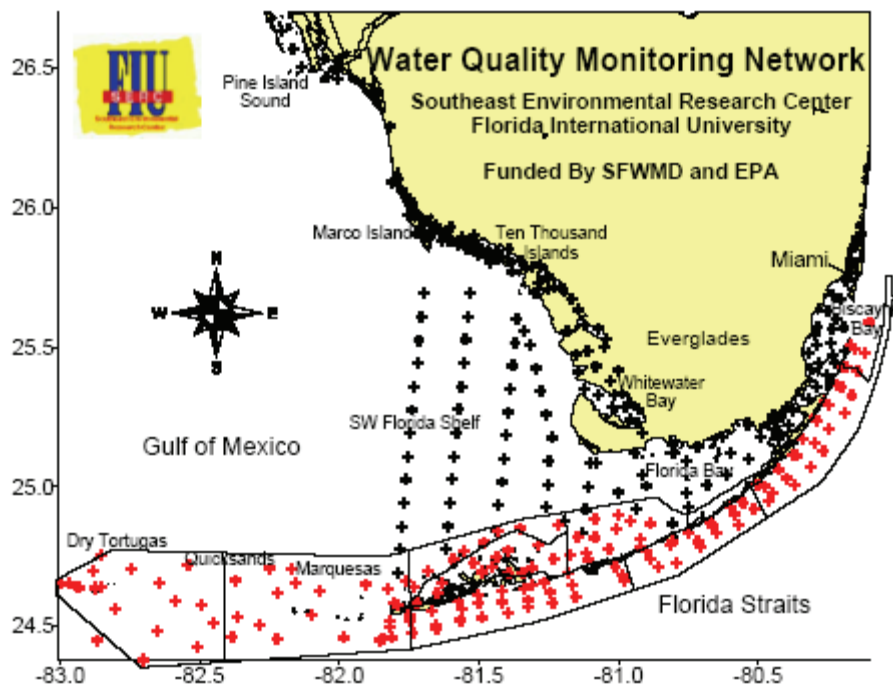 FIU
SERC
Water Quality Monitoring Network
Southeast Environmental Research Center
Florida International University
Funded By SFWMD and EPA
26.5
Pine Island
Sound
26.0
Marco Island
Ten Thousand
Islands
Miami
N
W
E
S
Biscay
Bay
25.5
Everglades
Whitewater
Bay
SW Florida Shelf
Gulf of Mexico
Florida Bay
25.0
Dry Tortugas
Quicksands
Marquesas
Florida Straits
24.5
-83.0
-82.5
-82.0
-81.5
-81.0
-80.5